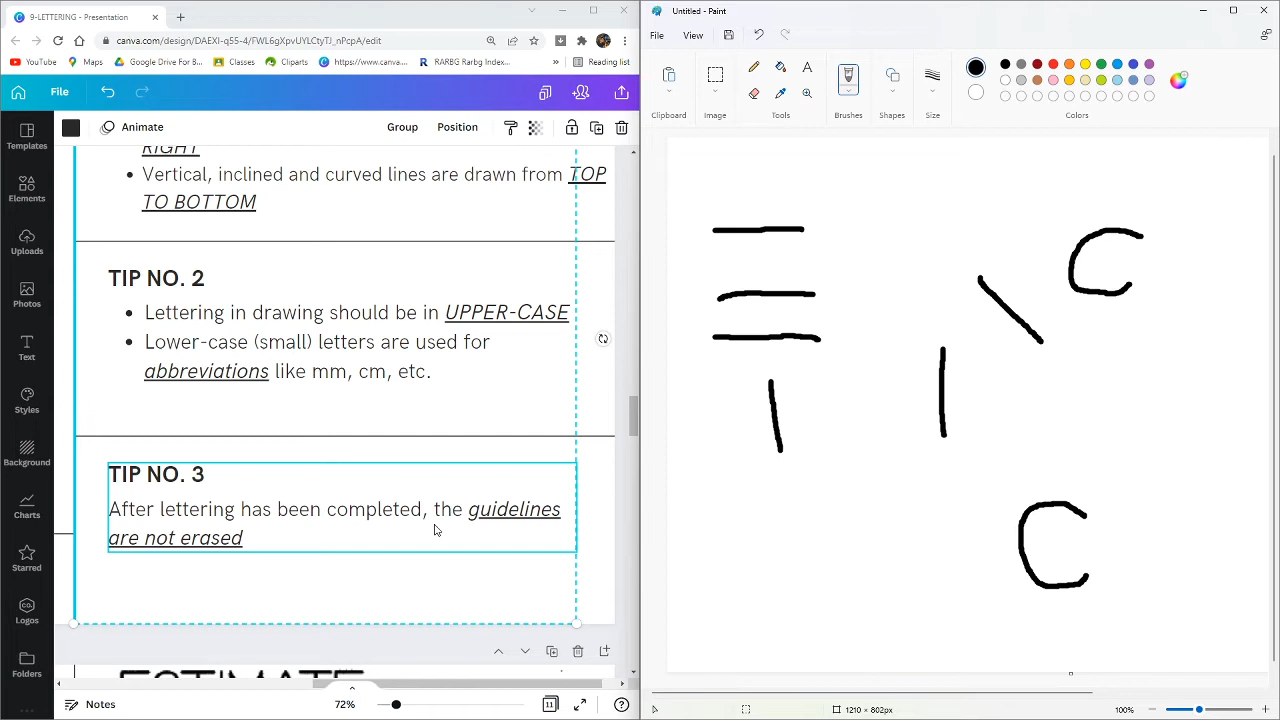 9-LETTERING - Presentation
canva.com/design/DAEXI-q55-4/FWL6gXpvUYLCtyTJ_nPcpA/edit
YouTube
Maps
Google Drive For B...
Classes
Cliparts
https://www.canva...
RARBG Rarbg Index...
»
Reading list
File
Animate
Group
Position
Templates
Elements
Uploads
Photos
Text
Styles
Background
Charts
Starred
Logos
Folders
RIGHT
• Vertical, inclined and curved lines are drawn from TOP
TO BOTTOM
TIP NO. 2
• Lettering in drawing should be in UPPER-CASE
• Lower-case (small) letters are used for
abbreviations like mm, cm, etc.
TIP NO. 3
After lettering has been completed, the guidelines
are not erased
ESTIMATE
Notes
72%
11
Untitled - Paint
File
View
Clipboard
Image
Tools
Brushes
Shapes
Size
Colors
C
C
1210 × 802px
100%